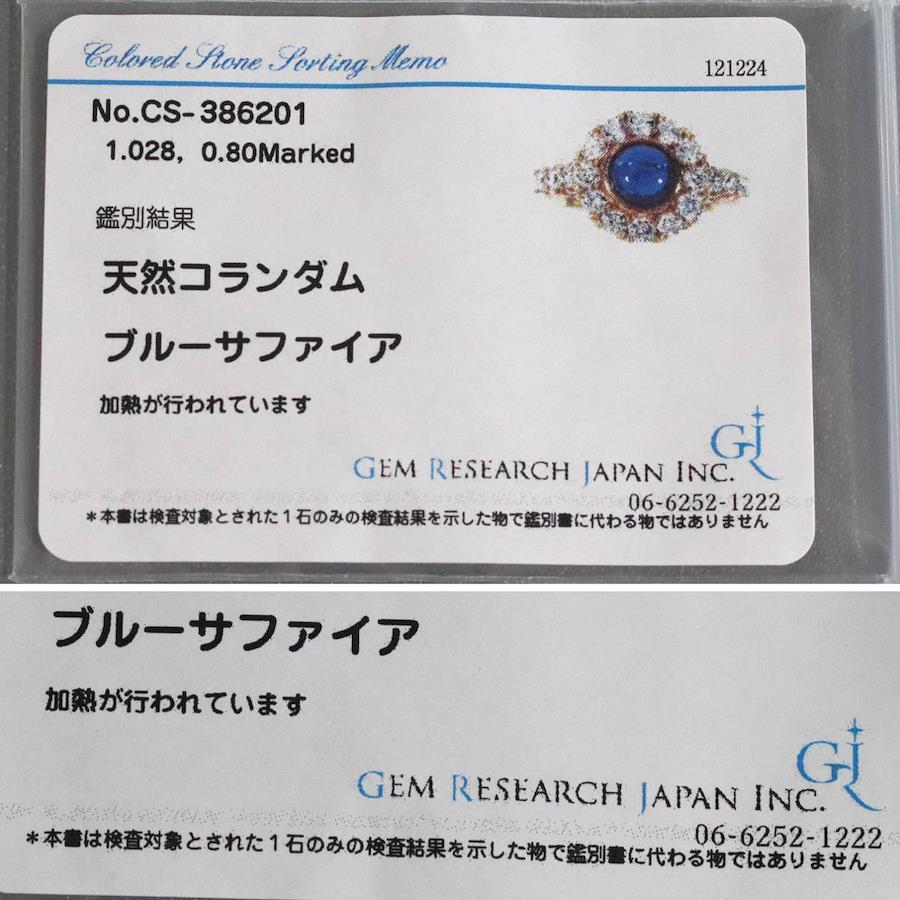 Colored Stone Sorting Memo
121224
No.CS-386201
1.028, 0.80Marked
鑑別結果
天然コランダム
ブルーサファイア
加熱が行われています
GJ
GEM RESEARCH JAPAN INC.
06-6252-1222
*本書は検査対象とされた1石のみの検査結果を示した物で鑑別書に代わる物ではありません
ブルーサファイア
加熱が行われています
GJ
GEM RESEARCH JAPAN INC.
06-6252-1222
*本書は検査対象とされた1石のみの検査結果を示した物で鑑別書に代わる物ではありません